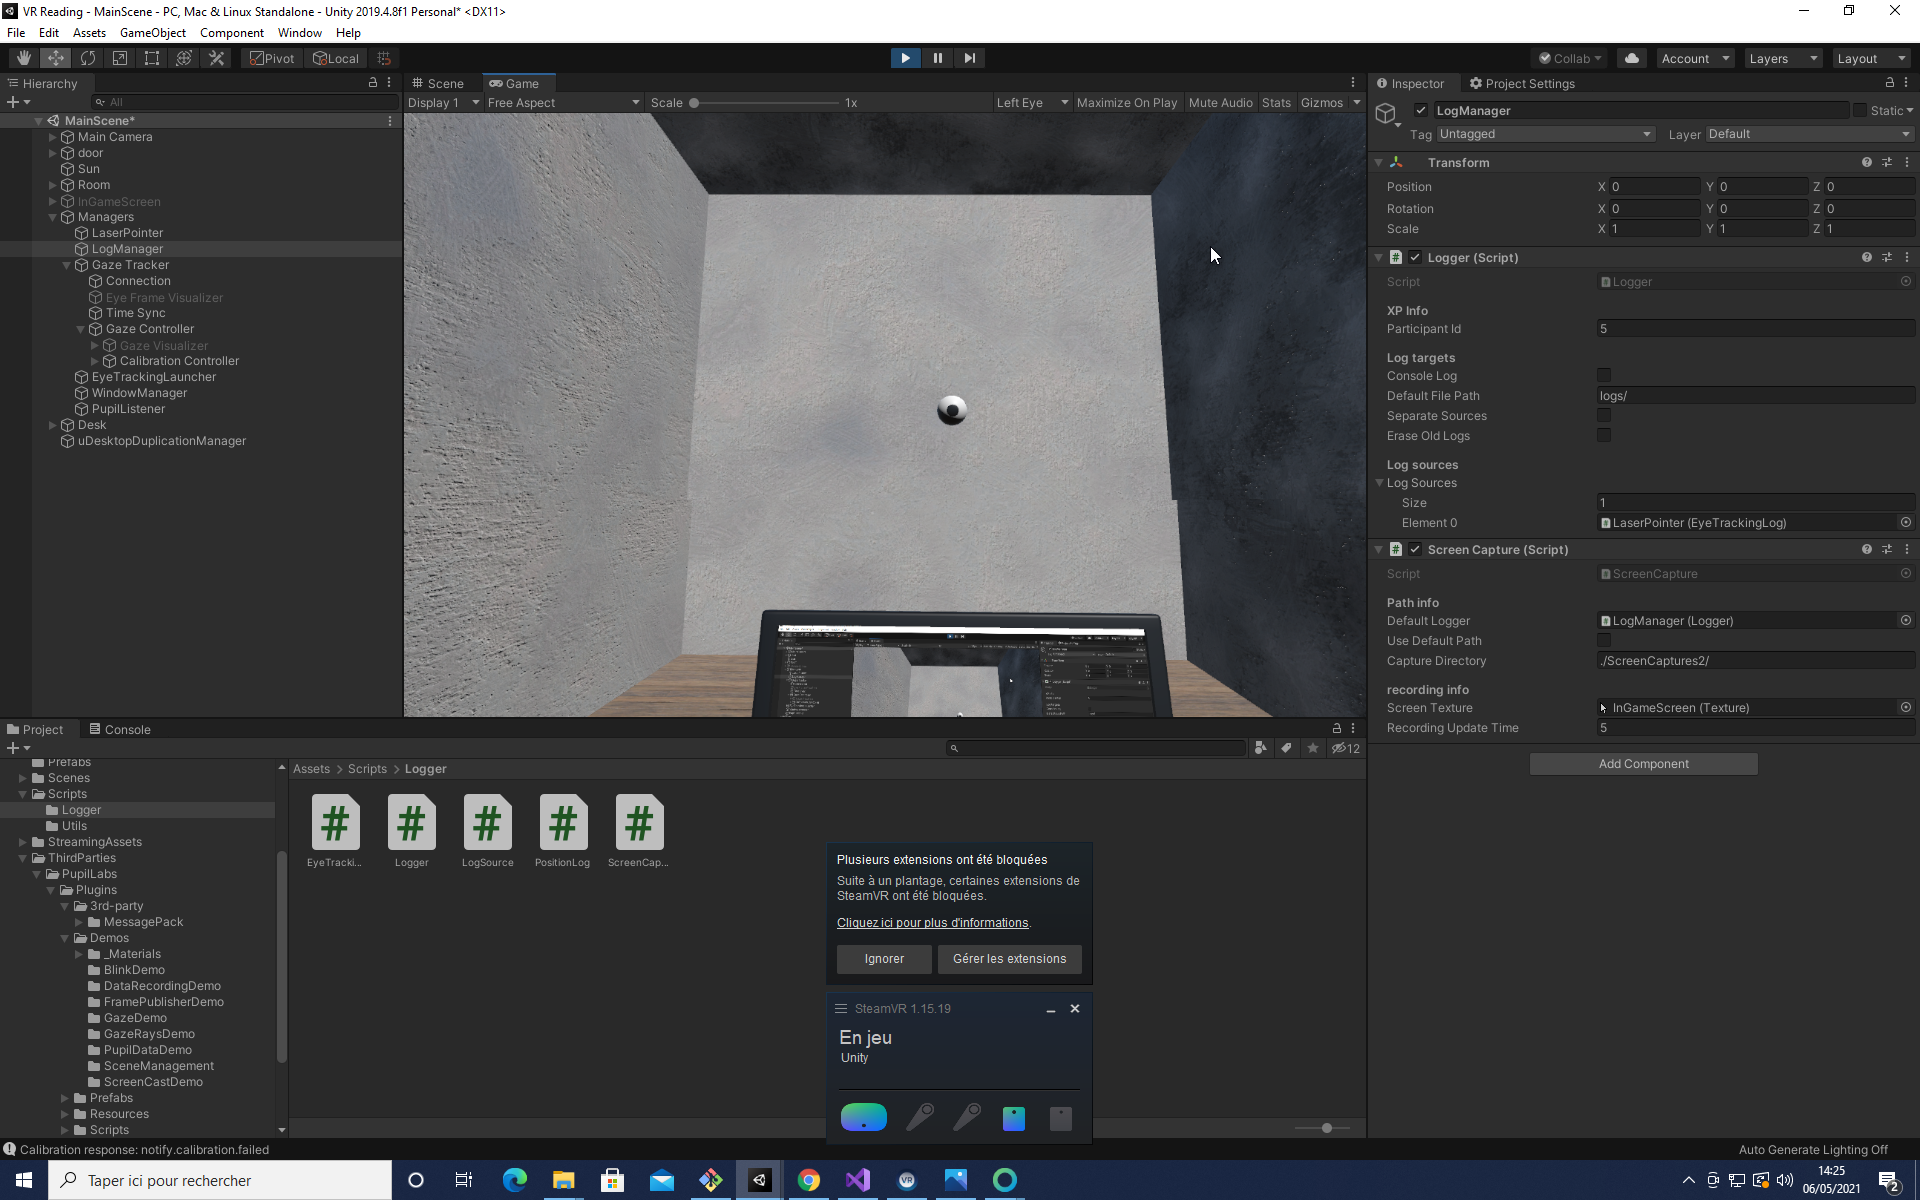 VR Reading - MainScene - PC, Mac & Linux Standalone - Unity 2019.4.8f1 Personal* <DX11>
File Edit Assets GameObject Component Window Help
Pivot Local Collab Account Layers Layout
Hierarchy
All
MainScene*
Main Camera
door
Sun
Room
InGameScreen
Managers
LaserPointer
LogManager
Gaze Tracker
Connection
Eye Frame Visualizer
Time Sync
Gaze Controller
Gaze Visualizer
Calibration Controller
EyeTrackingLauncher
WindowManager
PupilListener
Desk
uDesktopDuplicationManager
Scene Game
Display 1 Free Aspect Scale 1x Left Eye Maximize On Play Mute Audio Stats Gizmos
Inspector Project Settings
LogManager Static
Tag Untagged Layer Default
Transform
Position X 0 Y 0 Z 0
Rotation X 0 Y 0 Z 0
Scale X 1 Y 1 Z 1
Logger (Script)
Script Logger
XP Info
Participant Id 5
Log targets
Console Log
Default File Path logs/
Separate Sources
Erase Old Logs
Log sources
Log Sources
Size 1
Element 0 LaserPointer (EyeTrackingLog)
Screen Capture (Script)
Script ScreenCapture
Path info
Default Logger LogManager (Logger)
Use Default Path
Capture Directory ./ScreenCaptures2/
recording info
Screen Texture InGameScreen (Texture)
Recording Update Time 5
Add Component
Project Console
12
Prefabs
Scenes
Scripts
Logger
Utils
StreamingAssets
ThirdParties
PupilLabs
Plugins
3rd-party
MessagePack
Demos
_Materials
BlinkDemo
DataRecordingDemo
FramePublisherDemo
GazeDemo
GazeRaysDemo
PupilDataDemo
SceneManagement
ScreenCastDemo
Prefabs
Resources
Scripts
Assets > Scripts > Logger
EyeTracki... Logger LogSource PositionLog ScreenCap...
Plusieurs extensions ont été bloquées
Suite à un plantage, certaines extensions de
SteamVR ont été bloquées.
Cliquez ici pour plus d'informations.
Ignorer Gérer les extensions
SteamVR 1.15.19
En jeu
Unity
Calibration response: notify.calibration.failed
Auto Generate Lighting Off
Taper ici pour rechercher
14:25
06/05/2021
2